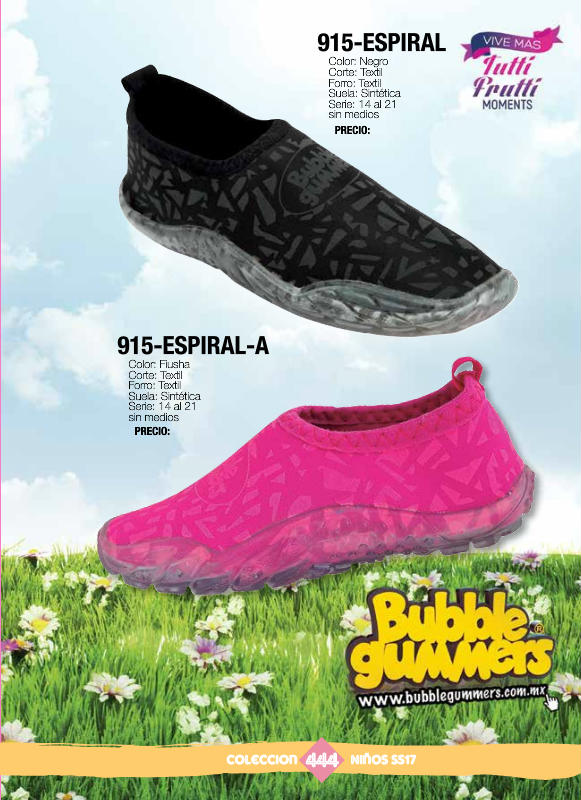 915-ESPIRAL
Color: Negro
Corte: Textil
Forro: Textil
Suela: Sintética
Serie: 14 al 21
sin medios
PRECIO:
VIVE MAS
Tutti
Frutti
MOMENTS
Bubble
gummers
915-ESPIRAL-A
Color: Fiusha
Corte: Textil
Forro: Textil
Suela: Sintética
Serie: 14 al 21
sin medios
PRECIO:
Bubble
gummers®
www.bubblegummers.com.mx
COLECCION 444 NIÑOS SS17